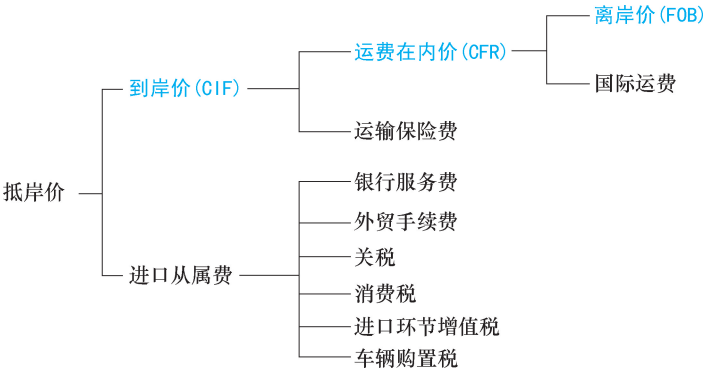 离岸价(FOB)
运费在内价(CFR)
国际运费
到岸价(CIF)
运输保险费
抵岸价
银行服务费
外贸手续费
关税
进口从属费
消费税
进口环节增值税
车辆购置税